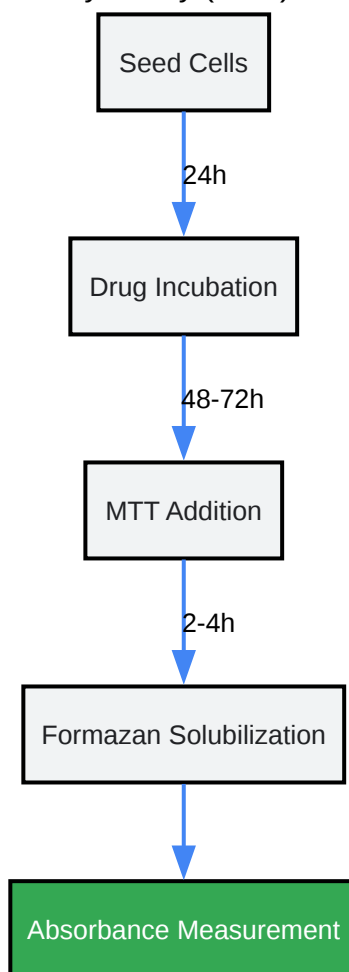 Seed Cells
24h
Drug Incubation
48-72h
MTT Addition
2-4h
Formazan Solubilization
Absorbance Measurement